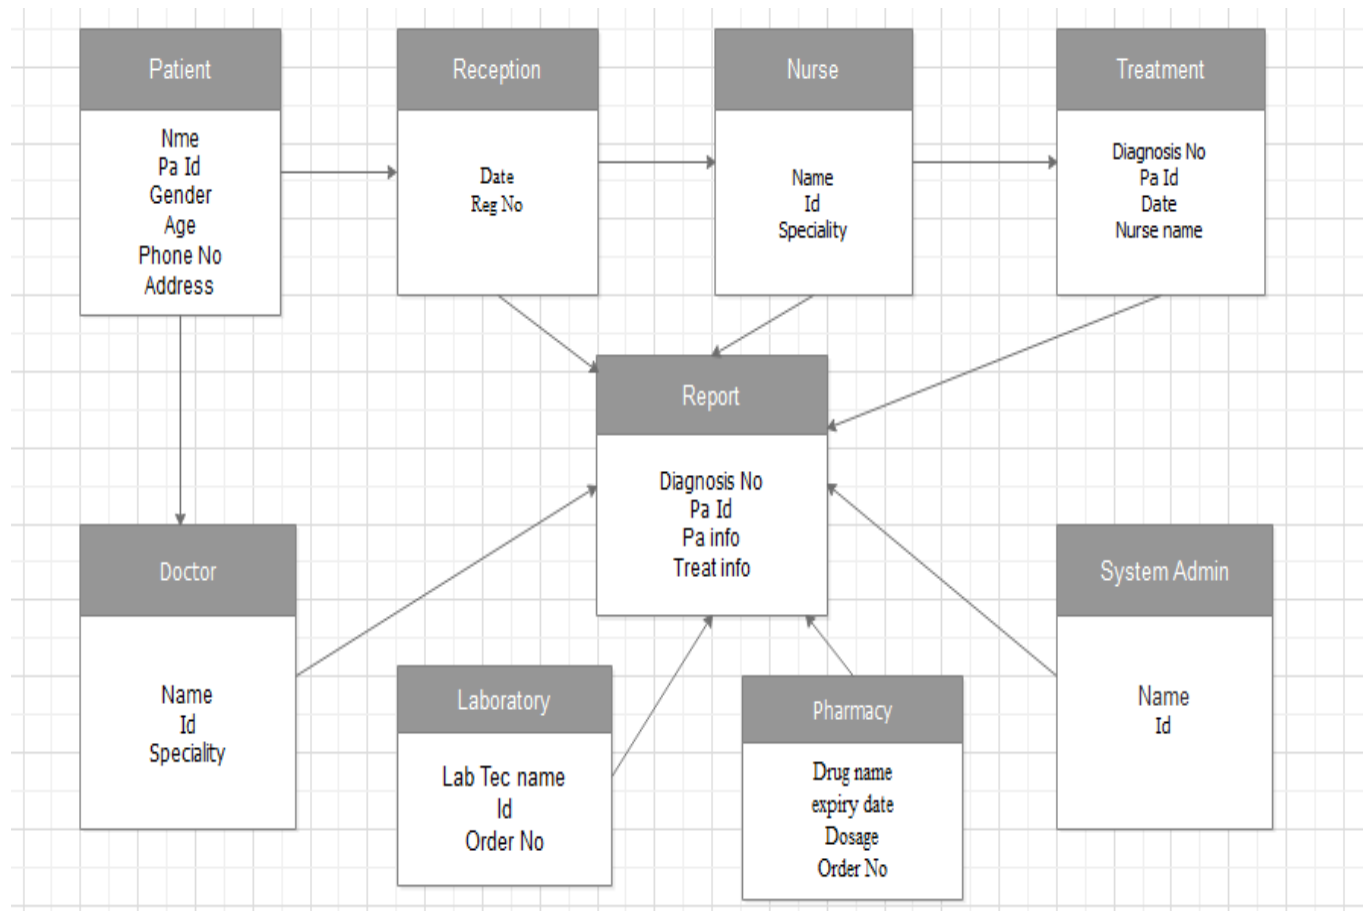 Patient
Nme
Pa Id
Gender
Age
Phone No
Address
Reception
Date
Reg No
Nurse
Name
Id
Speciality
Treatment
Diagnosis No
Pa Id
Date
Nurse name
Report
Diagnosis No
Pa Id
Pa info
Treat info
Doctor
Name
Id
Speciality
Laboratory
Lab Tec name
Id
Order No
Pharmacy
Drug name
expiry date
Dosage
Order No
System Admin
Name
Id